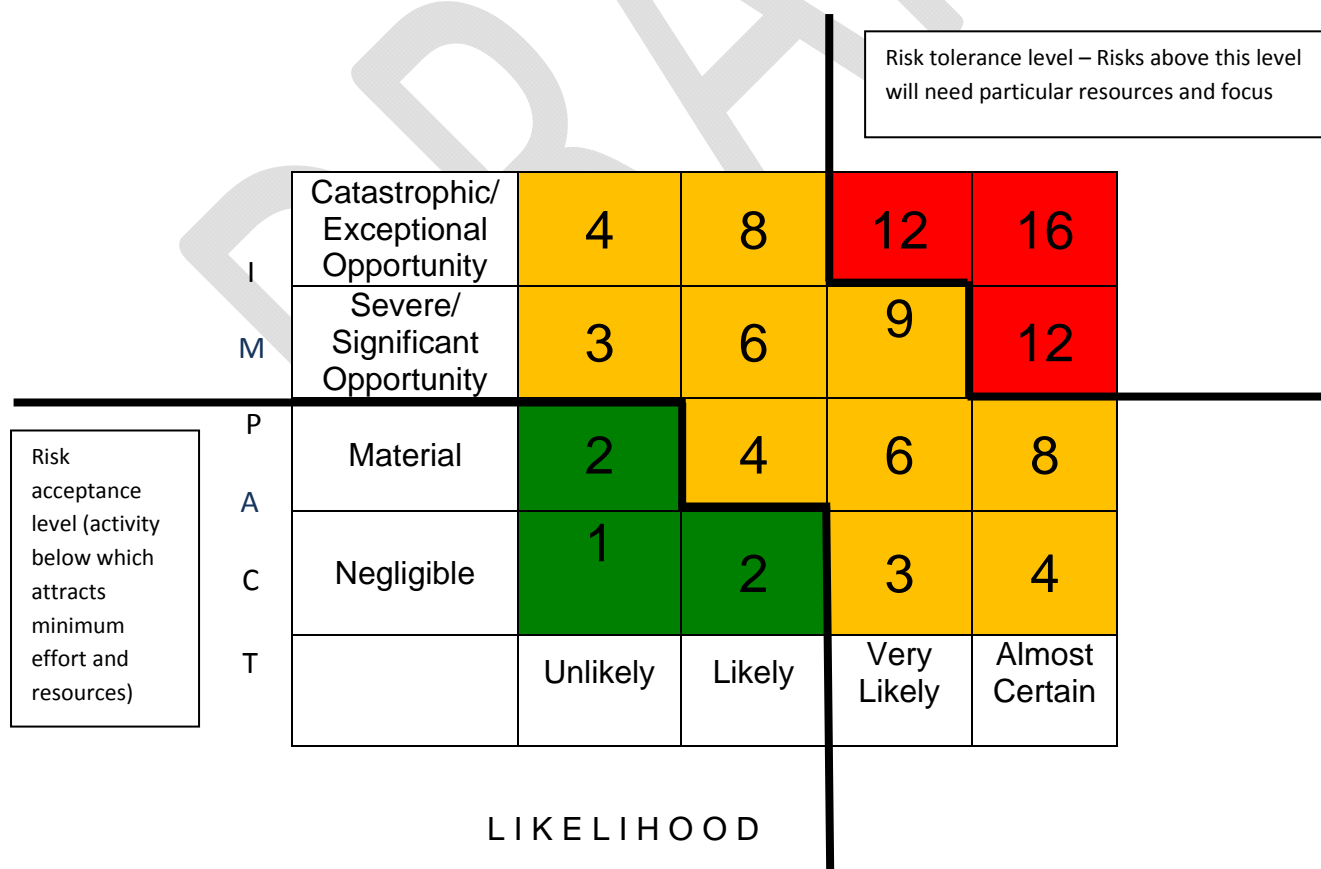 DRA
Risk tolerance level – Risks above this level
will need particular resources and focus
Catastrophic/
Exceptional
Opportunity
4
8
12
16
I
Severe/
Significant
Opportunity
3
6
9
12
M
P
Material
2
4
6
8
A
Risk
acceptance
level (activity
below which
attracts
minimum
effort and
resources)
C
Negligible
1
2
3
4
T
Unlikely
Likely
Very
Likely
Almost
Certain
L I K E L I H O O D